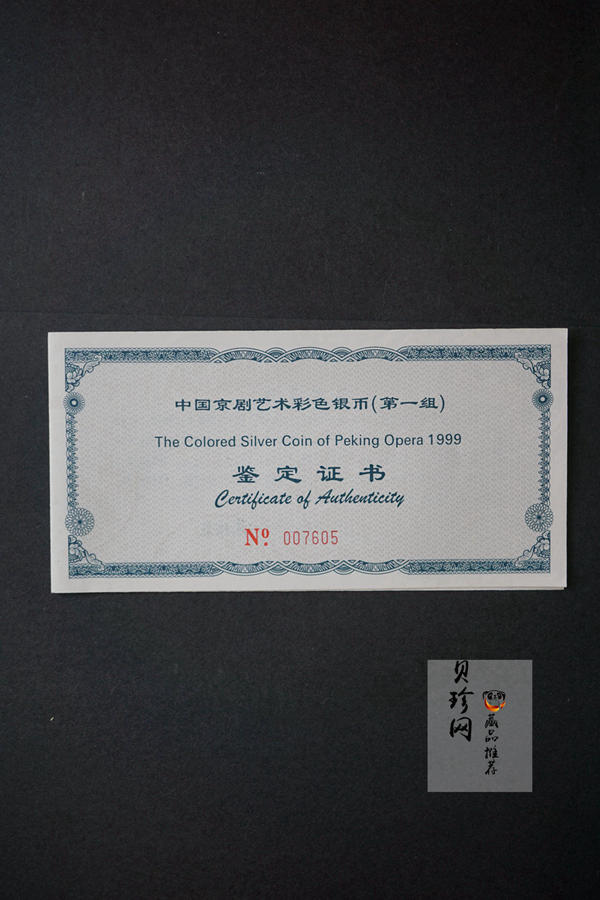 中国京剧艺术彩色银币(第一组)
The Colored Silver Coin of Peking Opera 1999
鉴定证书
Certificate of Authenticity
Nº 007605
贝珍网
藏品推荐